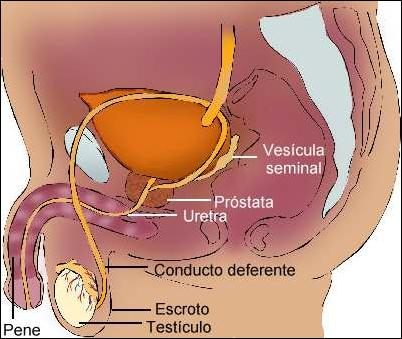 Vesícula
seminal
Próstata
Uretra
Conducto deferente
Escroto
Testículo
Pene